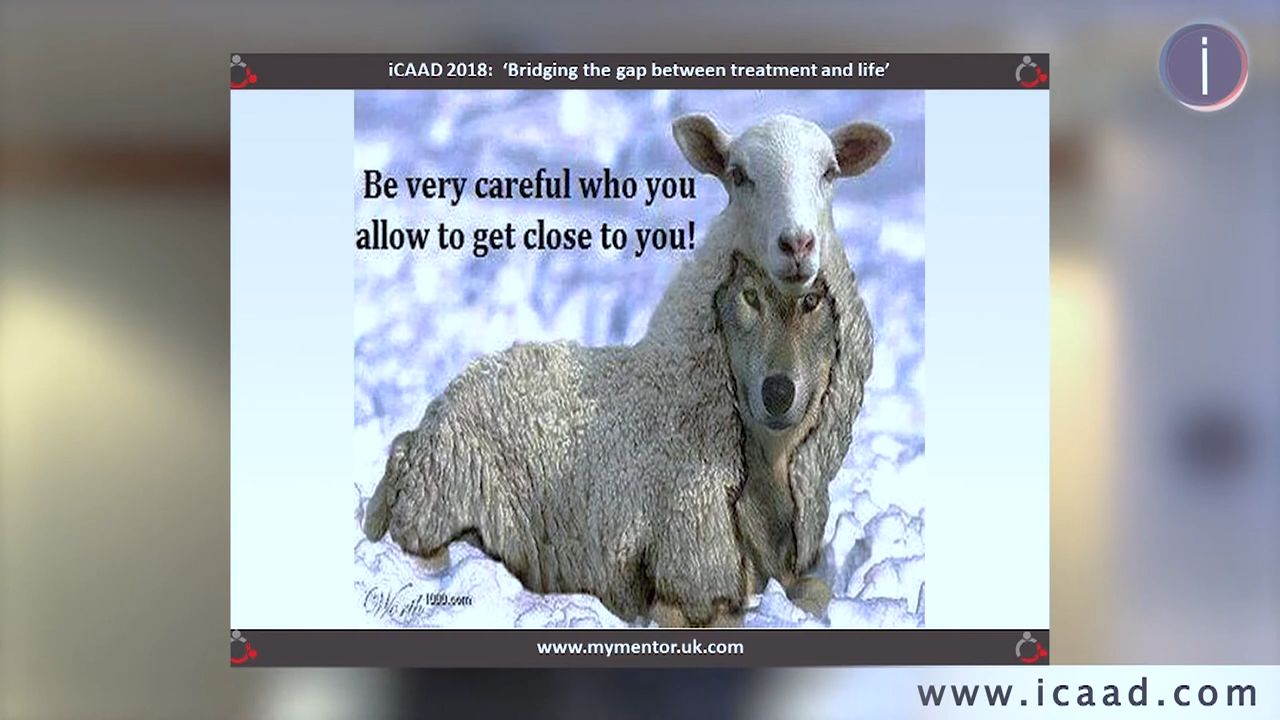 i
iCAAD 2018: ‘Bridging the gap between treatment and life’
Be very careful who you
allow to get close to you!
Worth1000.com
www.mymentor.uk.com
www.icaad.com